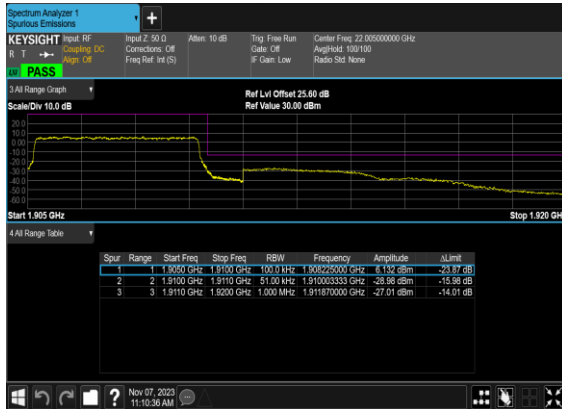 Spectrum Analyzer 1
Spurious Emissions
+
KEYSIGHT Input: RF Input Z: 50 Ω Atten: 10 dB Trig: Free Run Center Freq: 22.005000000 GHz
R T Coupling: DC Corrections: Off Gate: Off Avg|Hold: 100/100
Align: Off Freq Ref: Int (S) IF Gain: Low Radio Std: None
PASS
3 All Range Graph Ref Lvl Offset 25.60 dB
Scale/Div 10.0 dB Ref Value 30.00 dBm
20.0
10.0
0.00
-10.0
-20.0
-30.0
-40.0
-50.0
-60.0
Start 1.905 GHz Stop 1.920 GH
4 All Range Table
Spur Range Start Freq Stop Freq RBW Frequency Amplitude ΔLimit
1 1 1.9050 GHz 1.9100 GHz 100.0 kHz 1.908225000 GHz 6.132 dBm -23.87 dB
2 2 1.9100 GHz 1.9110 GHz 51.00 kHz 1.910003333 GHz -28.98 dBm -15.98 dB
3 3 1.9110 GHz 1.9200 GHz 1.000 MHz 1.911870000 GHz -27.01 dBm -14.01 dB
? Nov 07, 2023
11:10:36 AM